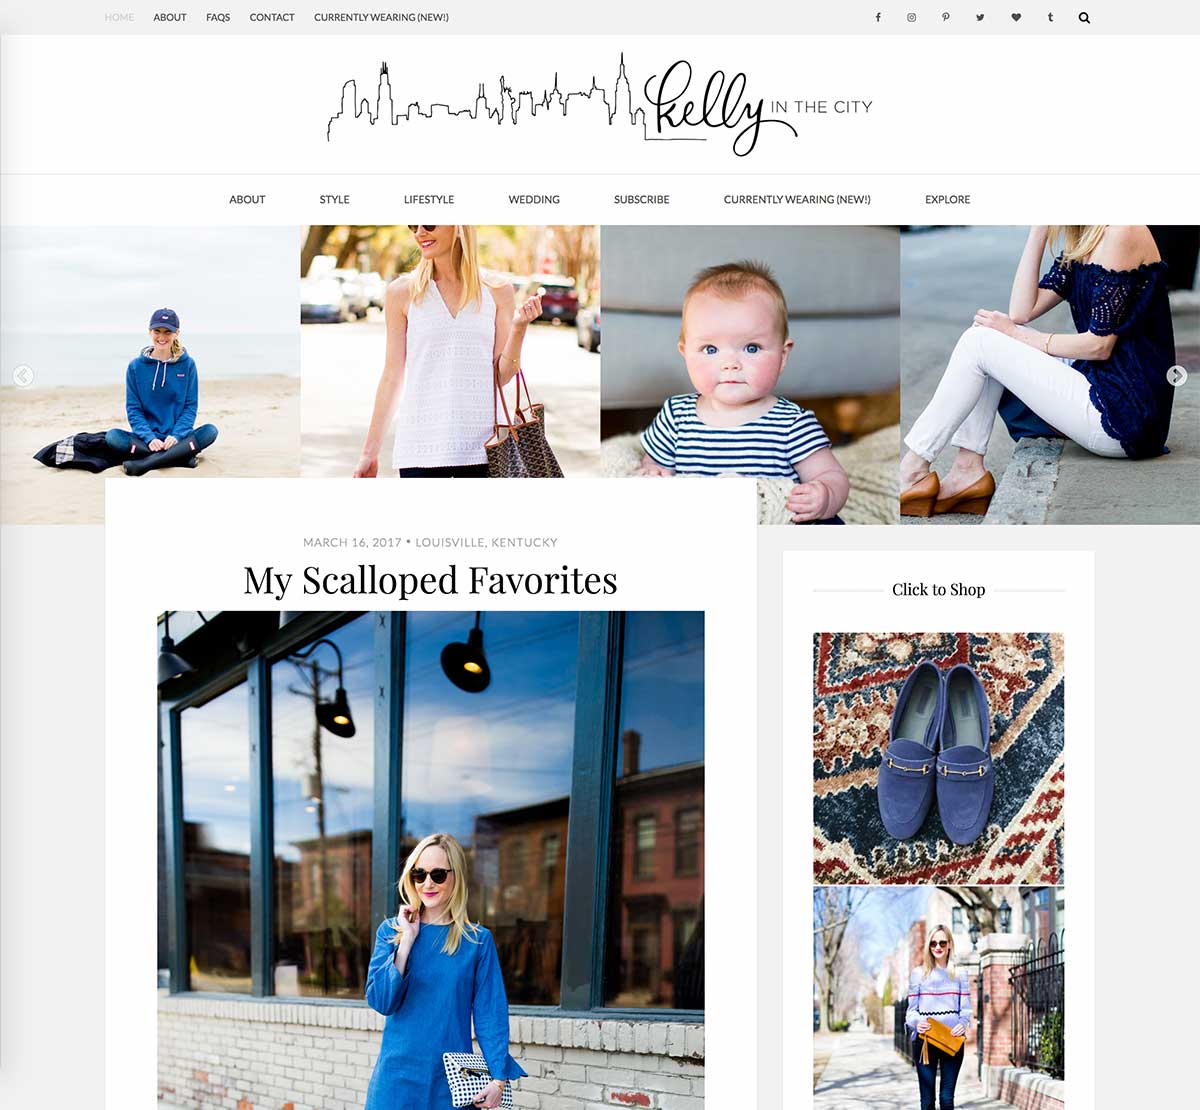 HOME ABOUT FAQS CONTACT CURRENTLY WEARING (NEW!)
kelly IN THE CITY
ABOUT STYLE LIFESTYLE WEDDING SUBSCRIBE CURRENTLY WEARING (NEW!) EXPLORE
MARCH 16, 2017 • LOUISVILLE, KENTUCKY
My Scalloped Favorites
Click to Shop